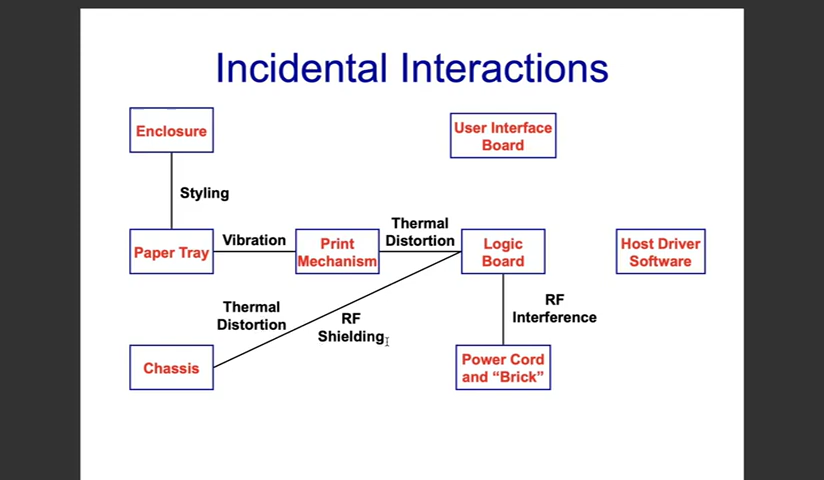 Incidental Interactions
Enclosure
User Interface
Board
Styling
Paper Tray
Vibration
Print
Mechanism
Thermal
Distortion
Logic
Board
Host Driver
Software
Thermal
Distortion
RF
Shielding
RF
Interference
Chassis
Power Cord
and “Brick”